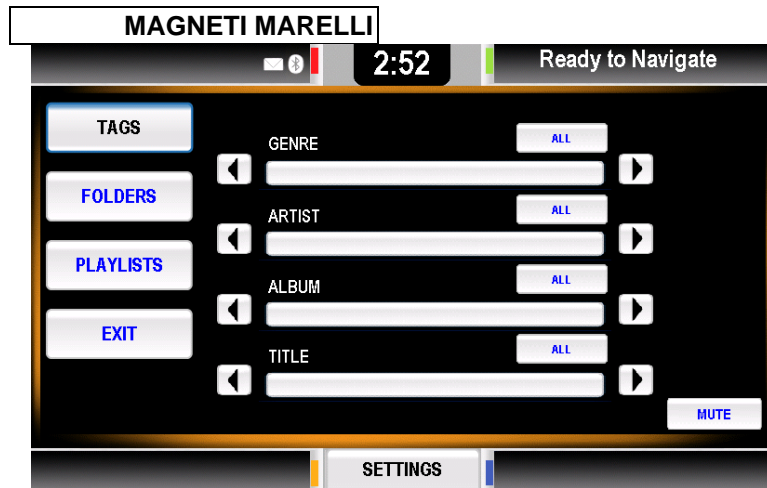 MAGNETI MARELLI
2:52
Ready to Navigate
TAGS
FOLDERS
PLAYLISTS
EXIT
GENRE
ALL
ARTIST
ALL
ALBUM
ALL
TITLE
ALL
MUTE
SETTINGS